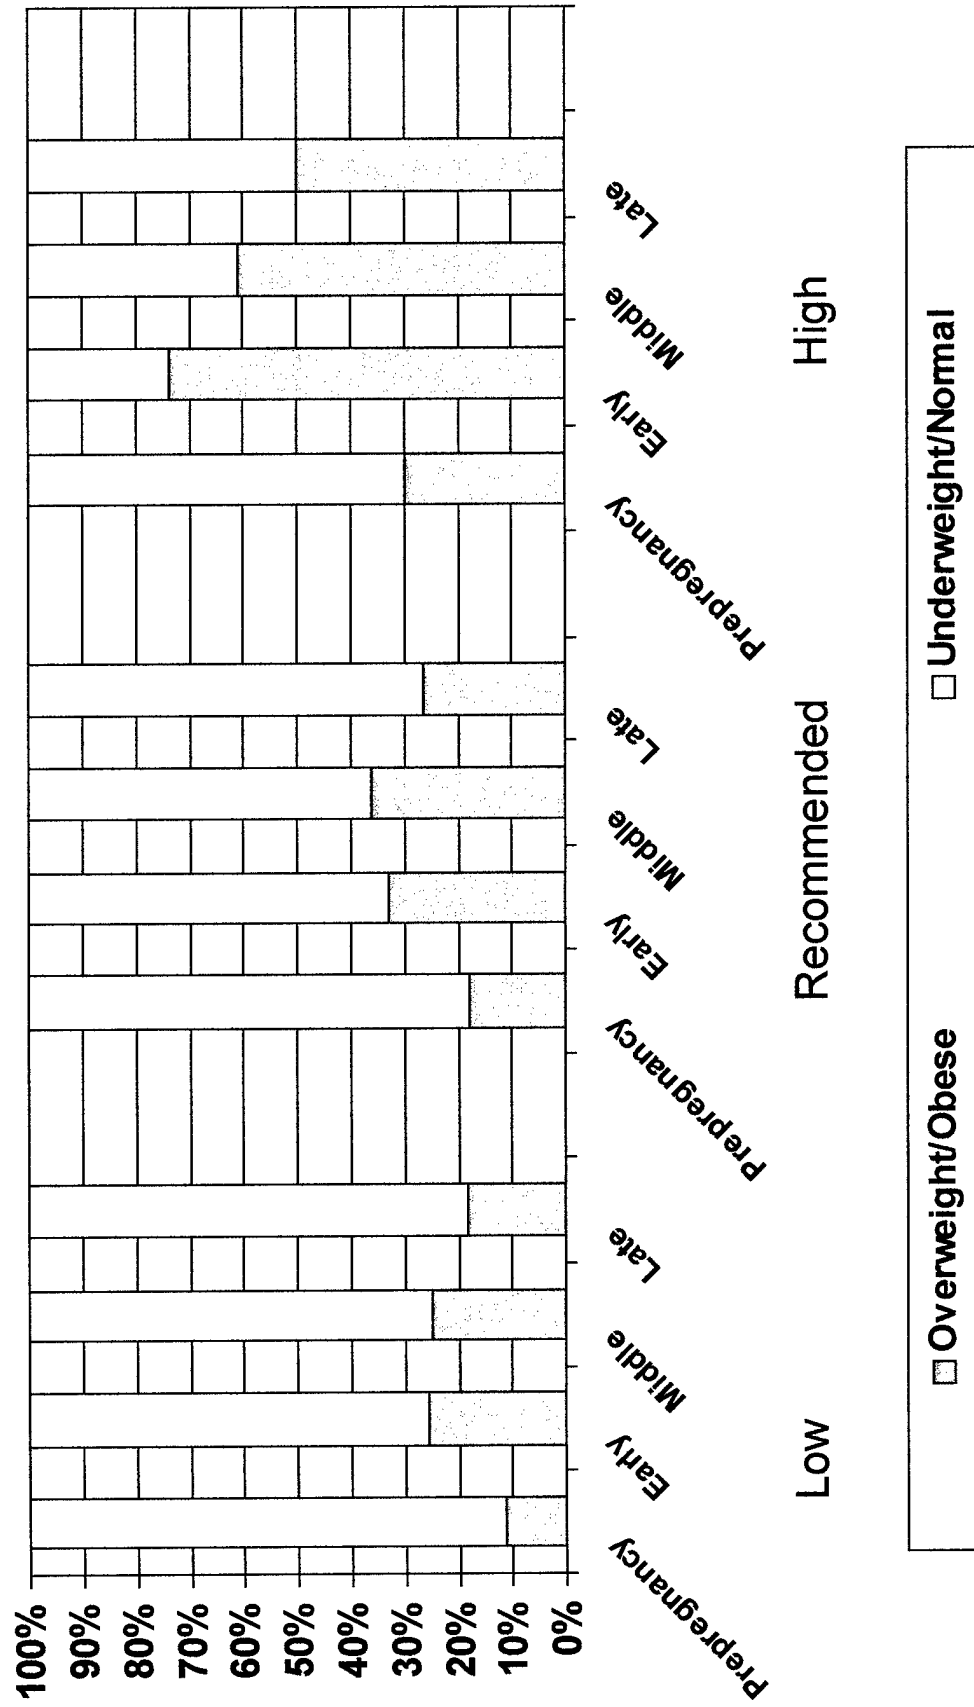 100%
90%
80%
70%
60%
50%
40%
30%
20%
10%
0%
Prepregnancy
Early
Middle
Late
Prepregnancy
Early
Middle
Late
Prepregnancy
Early
Middle
Late
Low
Recommended
High
Overweight/Obese
Underweight/Normal